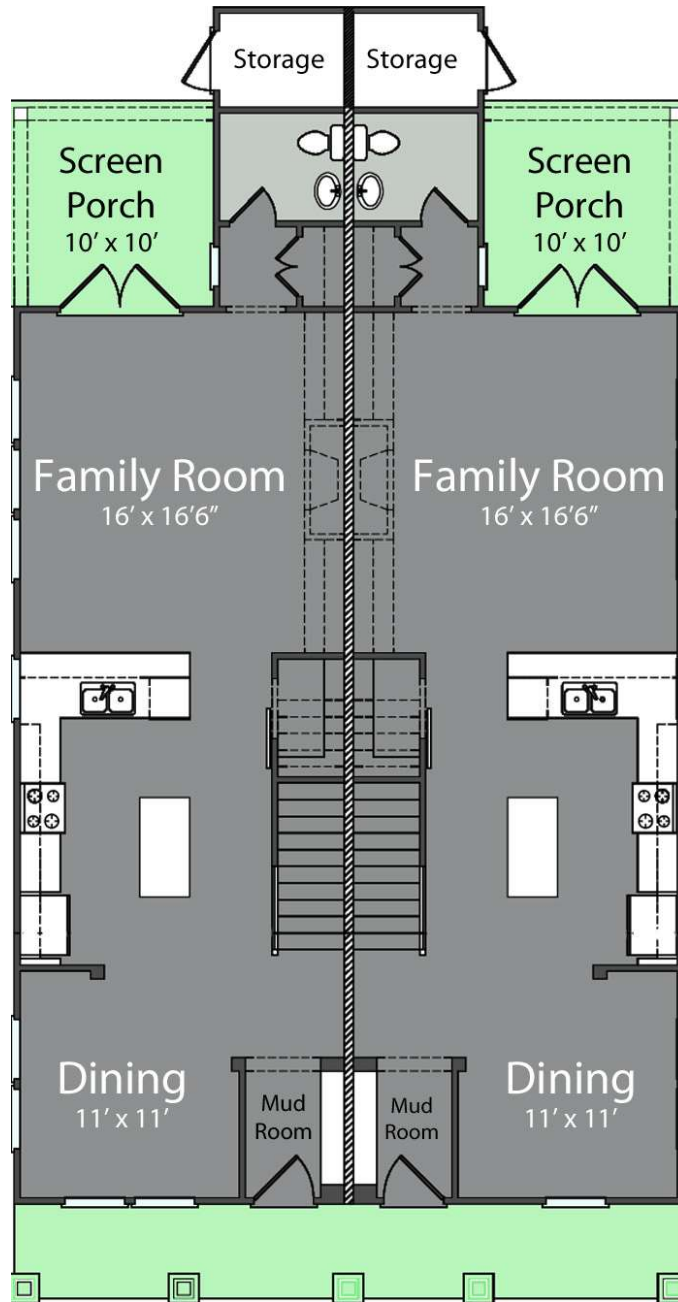 Storage
Storage
Screen
Porch
10’ x 10’
Screen
Porch
10’ x 10’
Family Room
16’ x 16’6”
Family Room
16’ x 16’6”
Dining
11’ x 11’
Mud
Room
Mud
Room
Dining
11’ x 11’